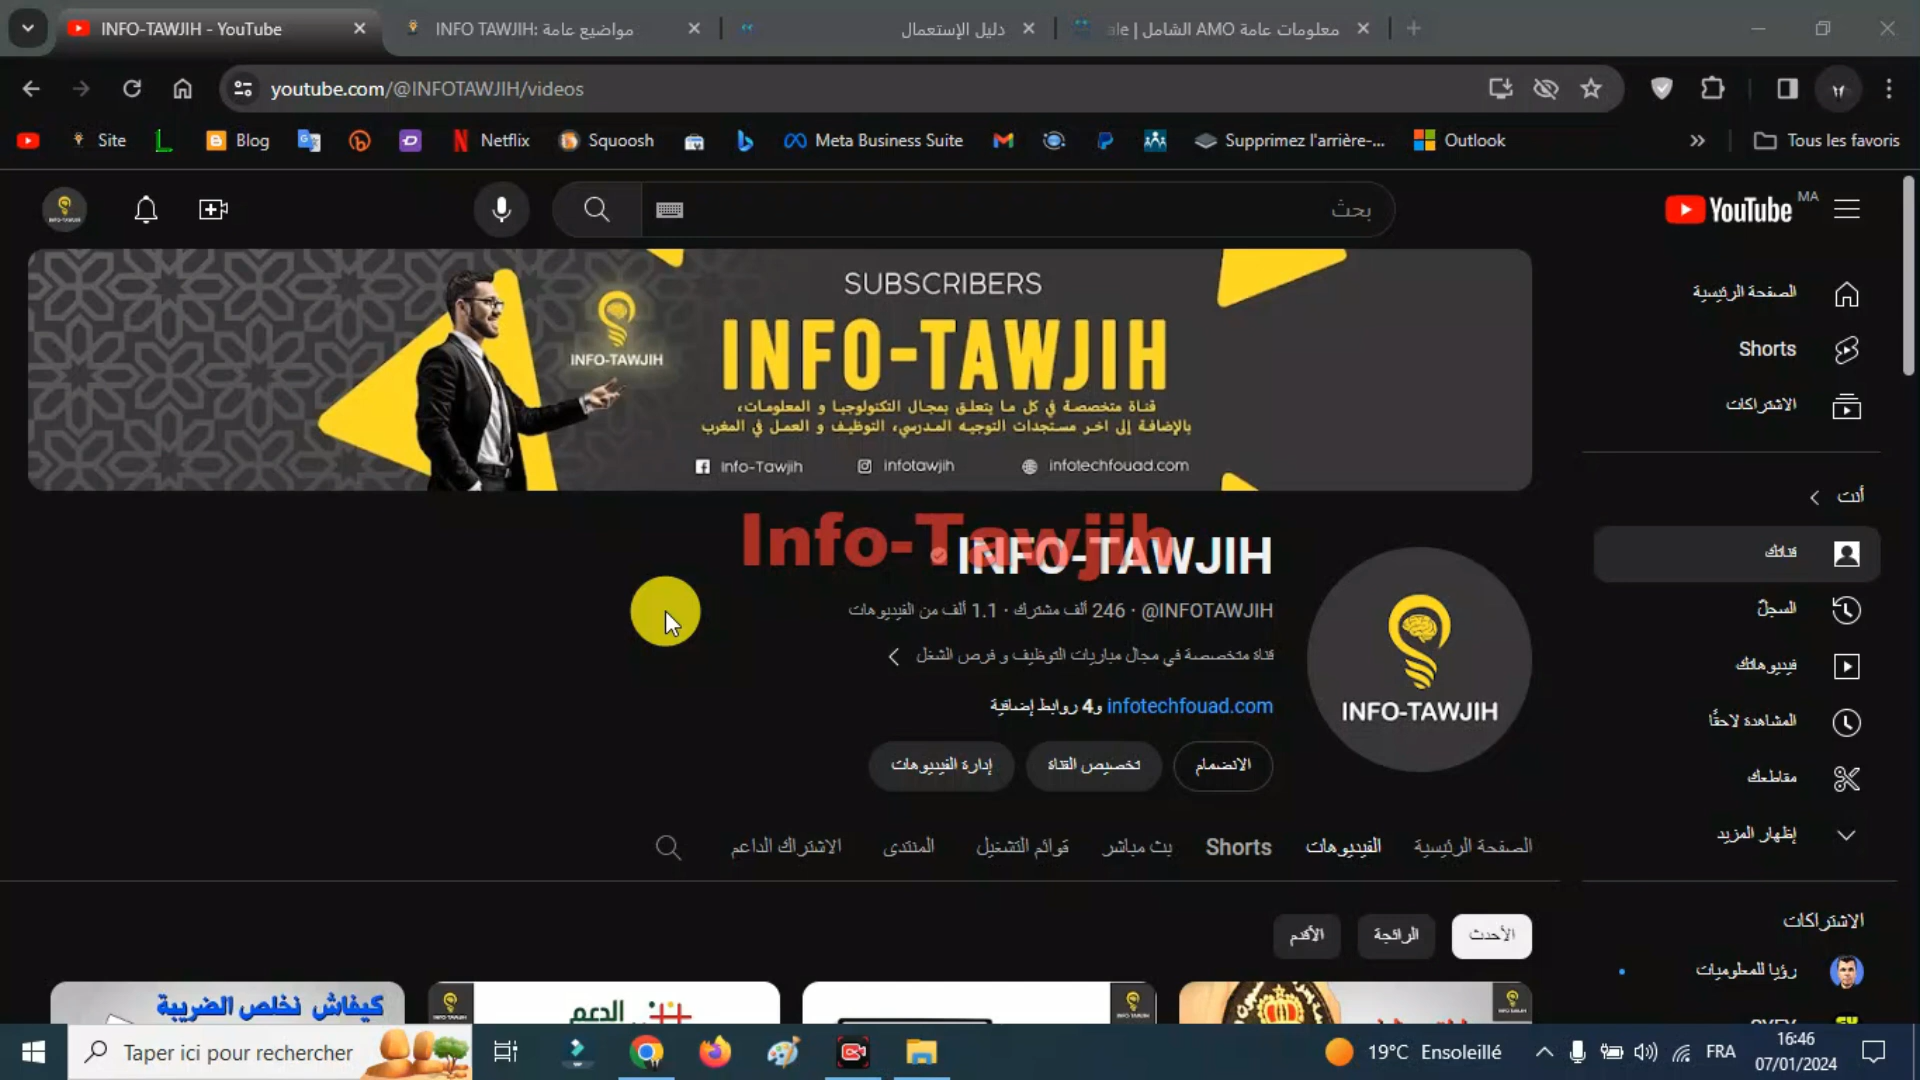 INFO-TAWJIH - YouTube
INFO TAWJIH: مواضيع عامة
دليل الإستعمال
معلومات عامة AMO الشامل | ale
youtube.com/@INFOTAWJIH/videos
Site
Blog
Netflix
Squoosh
Meta Business Suite
Supprimez l'arrière-...
Outlook
Tous les favoris
بحث
YouTube MA
SUBSCRIBERS
INFO-TAWJIH
INFO-TAWJIH
قناة متخصصة في كل ما يتعلق بمجال التكنولوجيا و المعلومات،
بالإضافة إلى اخر مستجدات التوجيه المدرسي، التوظيف و العمل في المغرب
Info-Tawjih
infotawjih
infotechfouad.com
Info-Tawjih
INFO-TAWJIH
@INFOTAWJIH · 246 ألف مشترك · 1.1 ألف من الفيديوهات
قناة متخصصة في مجال مباريات التوظيف و فرص الشغل
infotechfouad.com و4 روابط إضافية
الانضمام
تخصيص القناة
إدارة الفيديوهات
INFO-TAWJIH
الصفحة الرئيسية
الفيديوهات
Shorts
بث مباشر
قوائم التشغيل
المنتدى
الاشتراك الداعم
الأحدث
الرائجة
الأقدم
الصفحة الرئيسية
Shorts
الاشتراكات
أنت
قناتك
السجلّ
فيديوهاتك
المشاهدة لاحقًا
مقاطعك
إظهار المزيد
الاشتراكات
رؤيا للمعلوميات
كيفاش نخلص الضريبة
الدعم
Taper ici pour rechercher
19°C Ensoleillé
FRA
16:46
07/01/2024